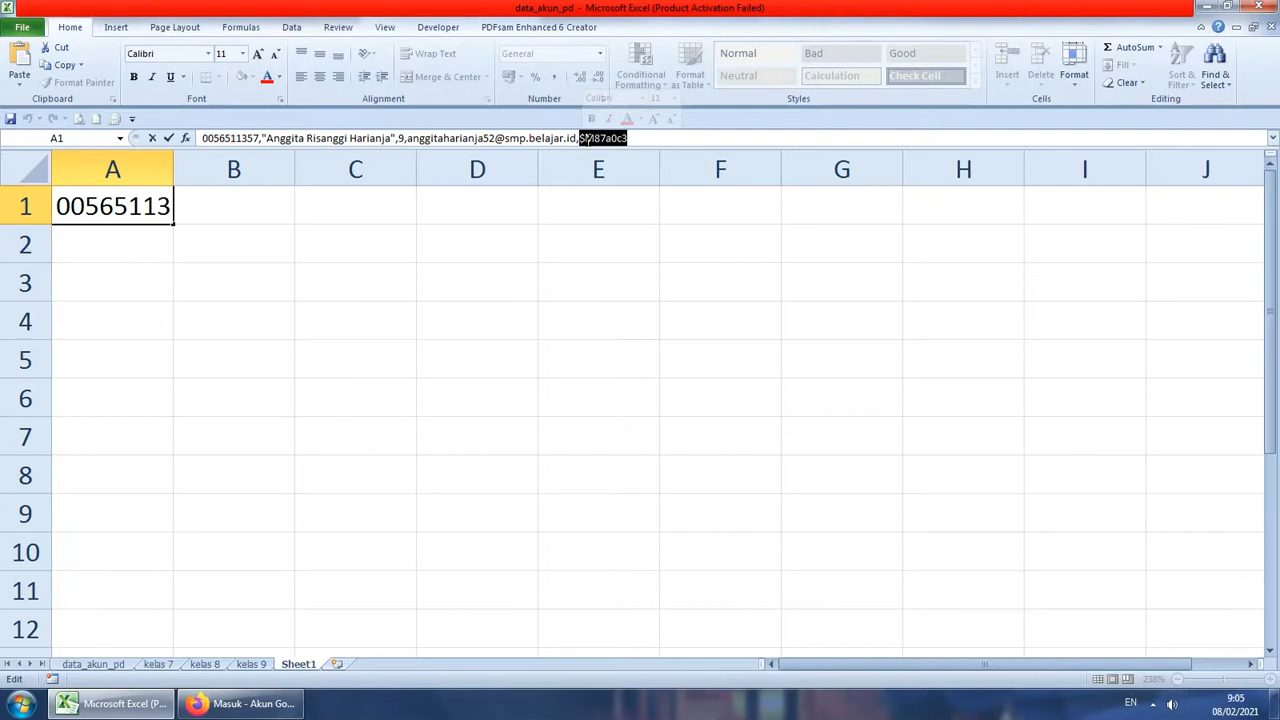 data_akun_pd - Microsoft Excel (Product Activation Failed)
File Home Insert Page Layout Formulas Data Review View Developer PDFsam Enhanced 6 Creator
Paste
Cut
Copy
Format Painter
Clipboard
Calibri 11
B I U
Font
Wrap Text
Merge & Center
Alignment
General
Number
Conditional Formatting
Format as Table
Normal Bad Good
Neutral Calculation Check Cell
Styles
Insert Delete Format
Cells
AutoSum
Fill
Clear
Sort & Filter
Find & Select
Editing
Calibri 11
A1 0056511357,"Anggita Risanggi Harianja",9,anggitaharianja52@smp.belajar.id,$M87a0c3
A B C D E F G H I J
1 00565113
2
3
4
5
6
7
8
9
10
11
12
data_akun_pd kelas 7 kelas 8 kelas 9 Sheet1
Edit 238%
Microsoft Excel (P... Masuk - Akun Go... EN 9:05
08/02/2021